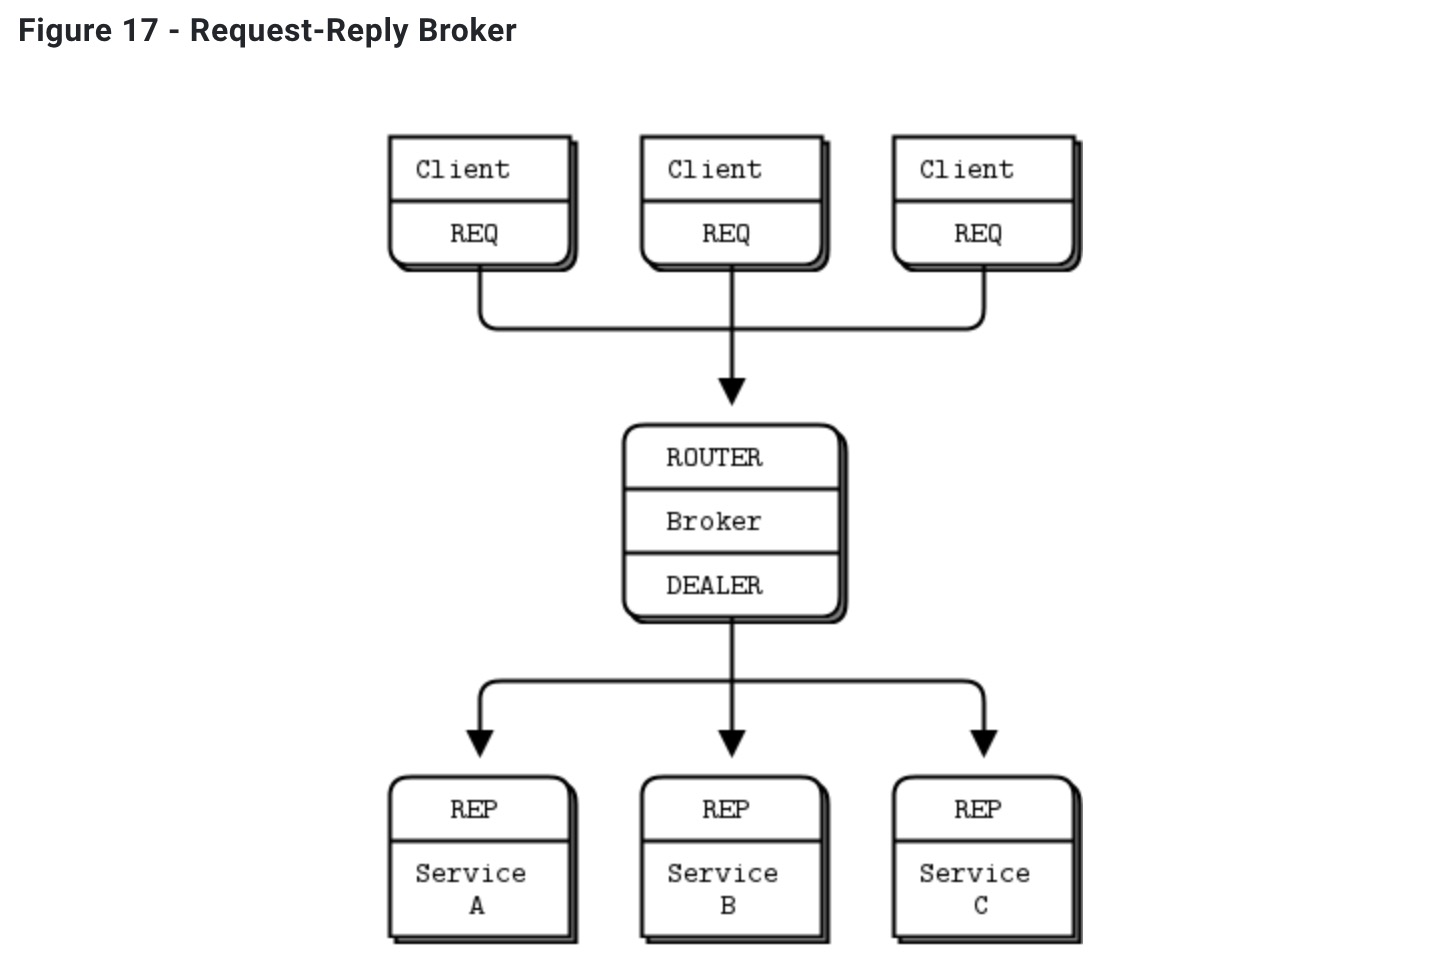 Figure 17 - Request-Reply Broker
Client
Client
Client
REQ
REQ
REQ
ROUTER
Broker
DEALER
REP
REP
REP
Service
A
Service
B
Service
C